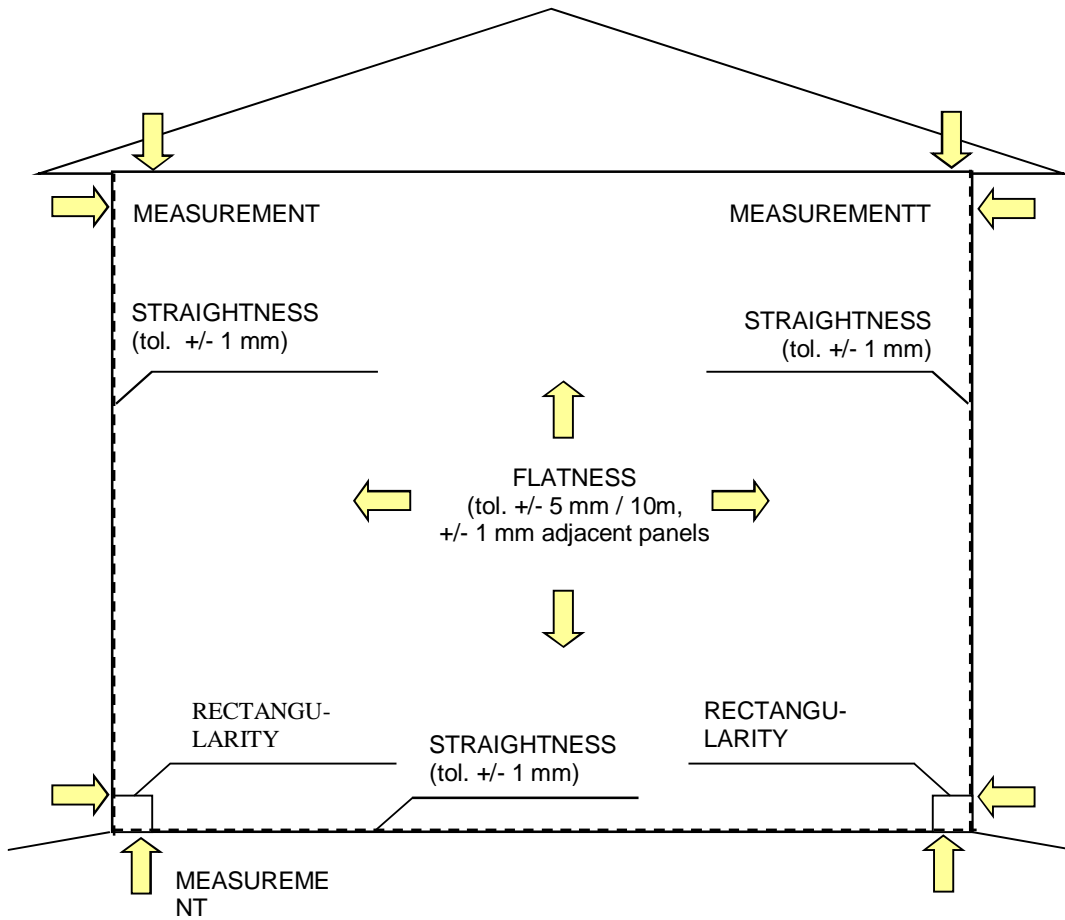 MEASUREMENT
MEASUREMENTT
STRAIGHTNESS
(tol.  +/- 1 mm)
STRAIGHTNESS
(tol. +/- 1 mm)
FLATNESS
(tol. +/- 5 mm / 10m,
+/- 1 mm adjacent panels
RECTANGU-
LARITY
RECTANGU-
LARITY
STRAIGHTNESS
(tol. +/- 1 mm)
MEASUREME
NT